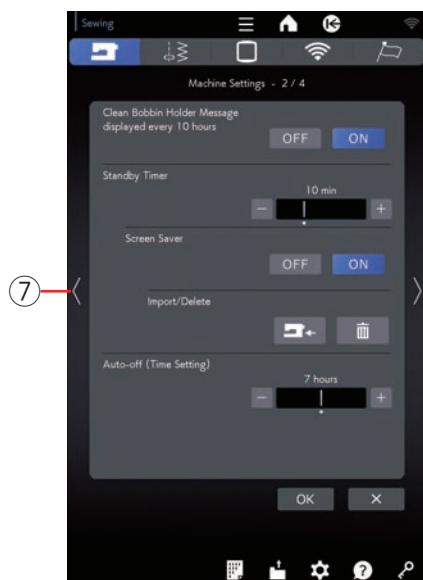 Sewing
Machine Settings - 2 / 4
Clean Bobbin Holder Message
displayed every 10 hours
OFF ON
Standby Timer
10 min
− +
Screen Saver
OFF ON
⑦
Import/Delete
Auto-off (Time Setting)
7 hours
− +
OK ×
?